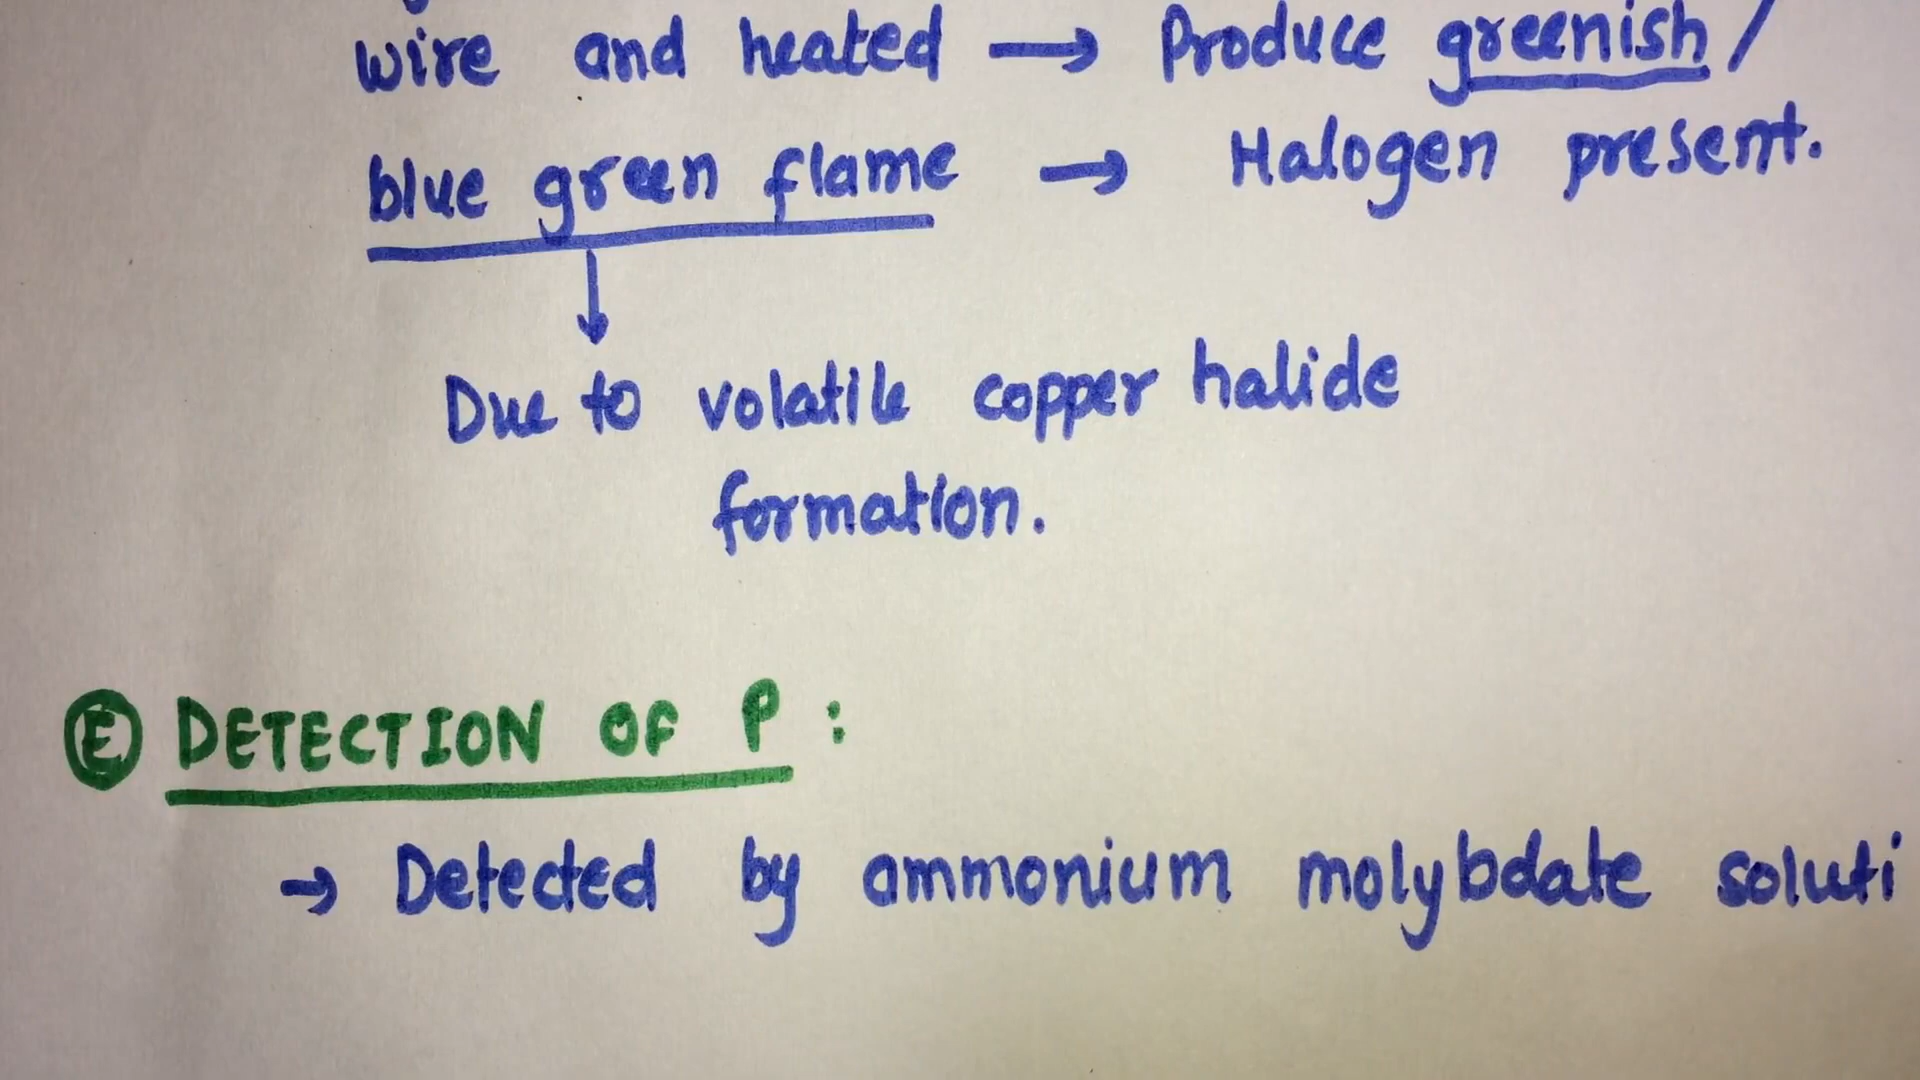 wire and heated → Produce greenish/
blue green flame → Halogen present.
↓
Due to volatile copper halide
formation.
Ⓔ DETECTION OF P :
→ Detected by ammonium molybdate soluti